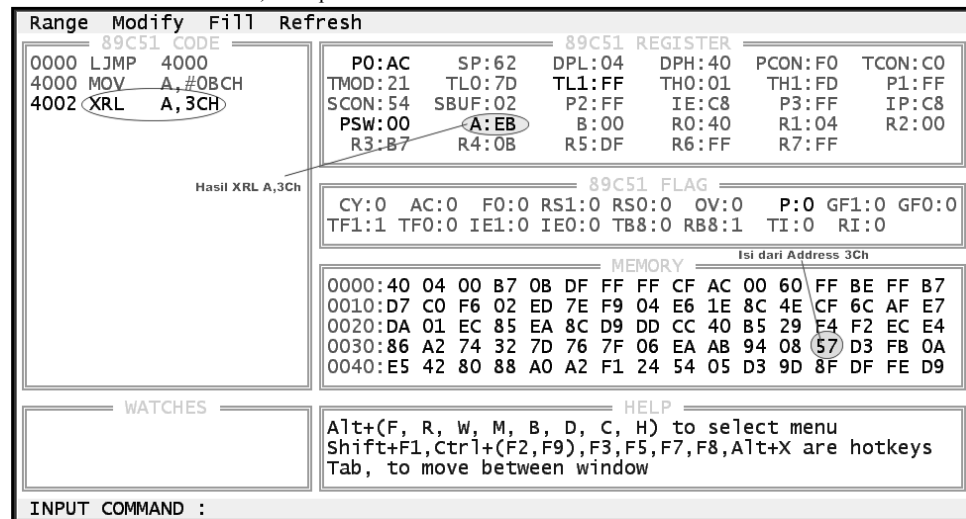 Range Modify Fill Refresh
89C51 CODE
0000 LJMP 4000
4000 MOV A,#0BCH
4002 XRL A,3CH
Hasil XRL A,3Ch
89C51 REGISTER
P0:AC SP:62 DPL:04 DPH:40 PCON:F0 TCON:C0
TMOD:21 TL0:7D TL1:FF TH0:01 TH1:FD P1:FF
SCON:54 SBUF:02 P2:FF IE:C8 P3:FF IP:C8
PSW:00 A:EB B:00 R0:40 R1:04 R2:00
R3:B7 R4:0B R5:DF R6:FF R7:FF
89C51 FLAG
CY:0 AC:0 F0:0 RS1:0 RS0:0 OV:0 P:0 GF1:0 GF0:0
TF1:1 TF0:0 IE1:0 IE0:0 TB8:0 RB8:1 TI:0 RI:0
Isi dari Address 3Ch
MEMORY
0000:40 04 00 B7 0B DF FF FF CF AC 00 60 FF BE FF B7
0010:D7 C0 F6 02 ED 7E F9 04 E6 1E 8C 4E CF 6C AF E7
0020:DA 01 EC 85 EA 8C D9 DD CC 40 B5 29 E4 F2 EC E4
0030:86 A2 74 32 7D 76 7F 06 EA AB 94 08 57 D3 FB 0A
0040:E5 42 80 88 A0 A2 F1 24 54 05 D3 9D 8F DF FE D9
WATCHES
HELP
Alt+(F, R, W, M, B, D, C, H) to select menu
Shift+F1,Ctrl+(F2,F9),F3,F5,F7,F8,Alt+X are hotkeys
Tab, to move between window
INPUT COMMAND :